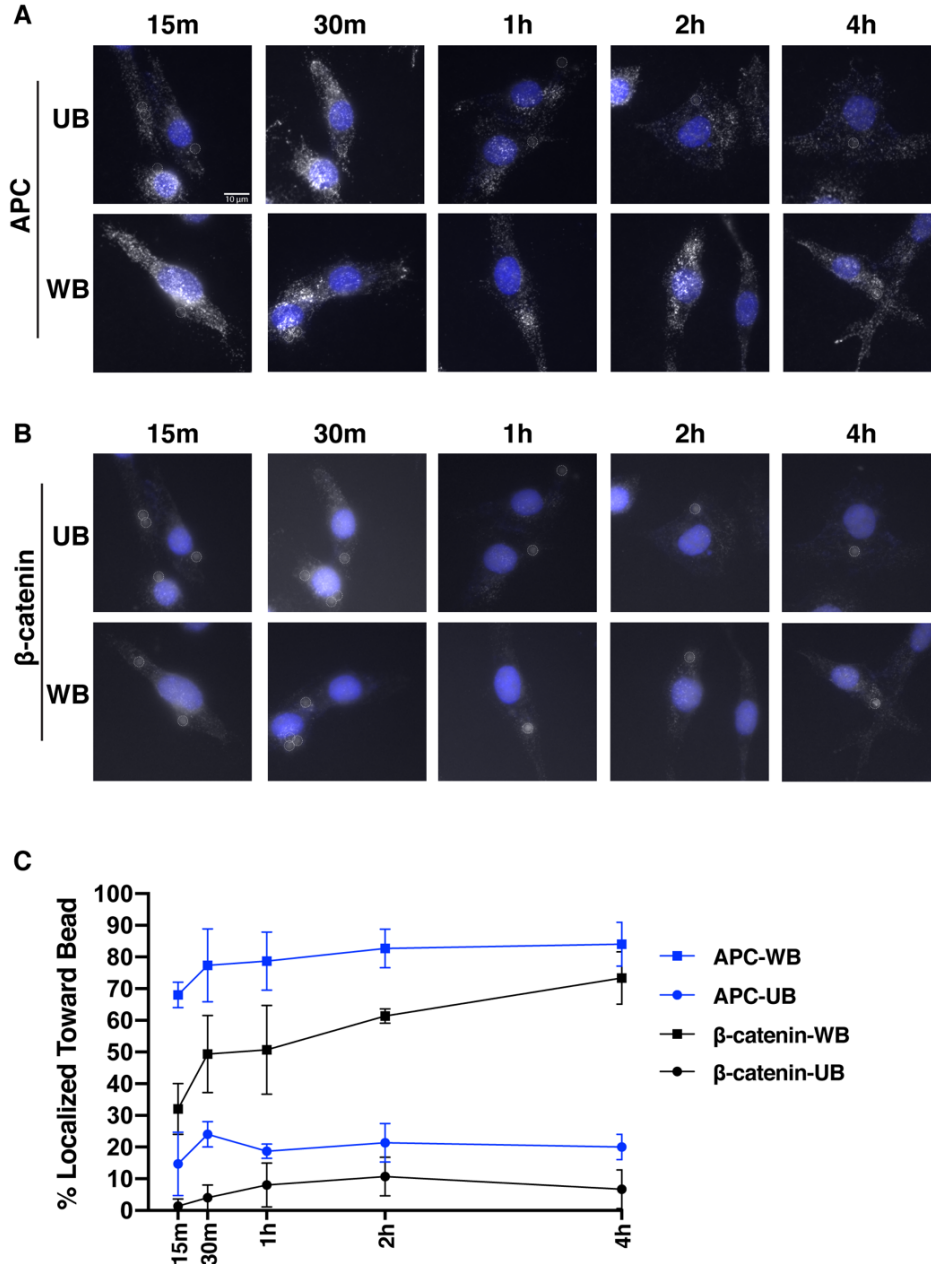 A
15m 30m 1h 2h 4h
APC
UB
10 µm
WB
B
15m 30m 1h 2h 4h
β-catenin
UB
WB
C
% Localized Toward Bead
100
90
80
70
60
50
40
30
20
10
0
15m 30m 1h 2h 4h
APC-WB
APC-UB
β-catenin-WB
β-catenin-UB